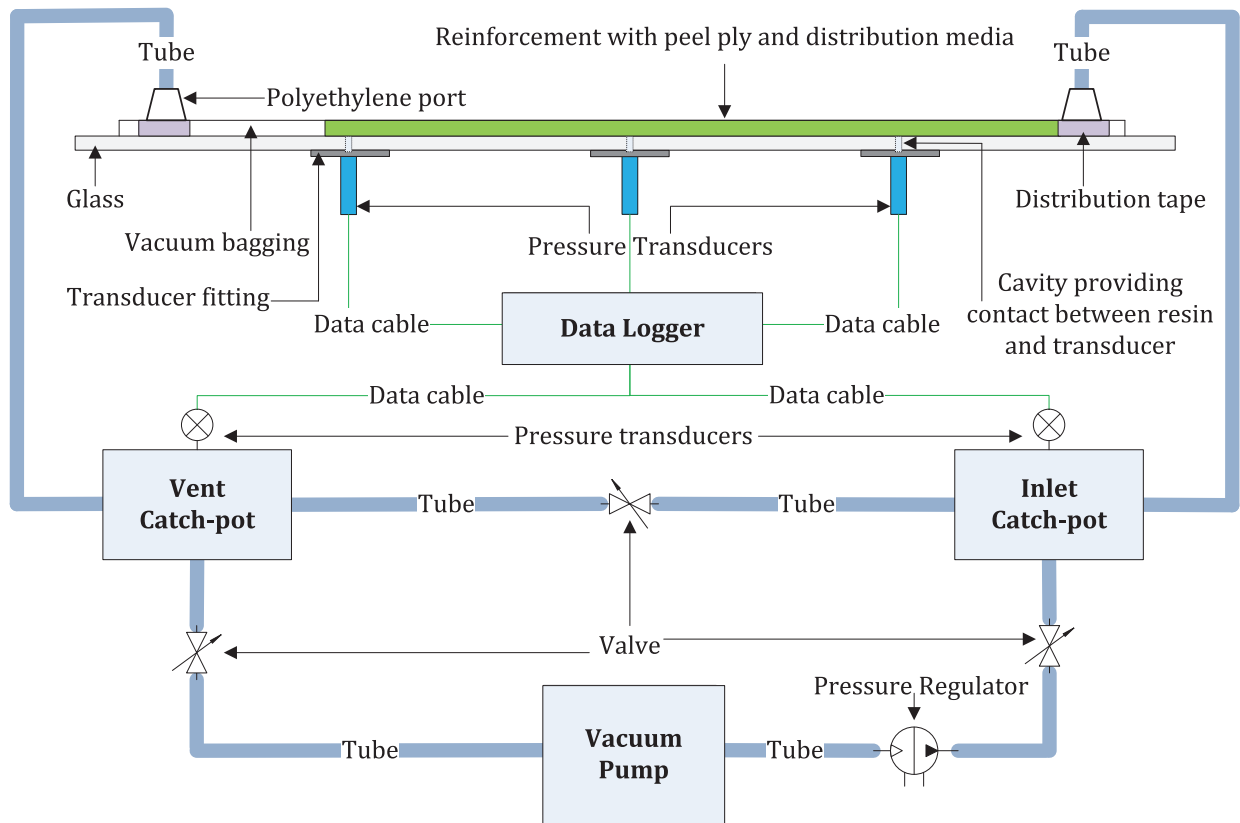 Reinforcement with peel ply and distribution media
Tube
Tube
Polyethylene port
Glass
Distribution tape
Vacuum bagging
Pressure Transducers
Transducer fitting
Cavity providing
contact between resin
and transducer
Data cable
Data Logger
Data cable
Data cable
Data cable
Pressure transducers
Vent
Catch-pot
Tube
Tube
Inlet
Catch-pot
Valve
Pressure Regulator
Tube
Vacuum
Pump
Tube